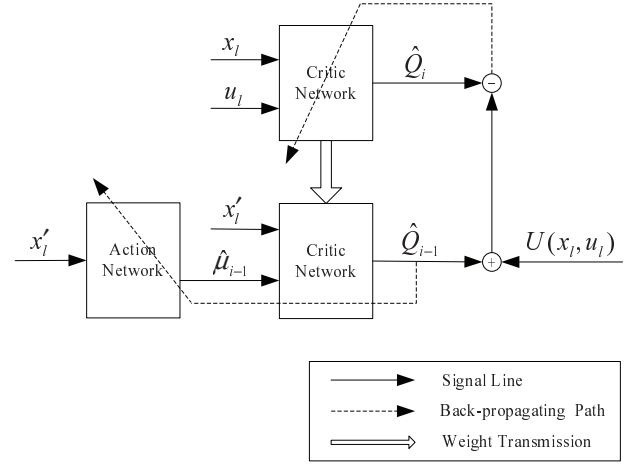 x_l
u_l
Critic
Network
Q̂_i
−
x′_l
Action
Network
x′_l
μ̂_{i−1}
Critic
Network
Q̂_{i−1}
+
U(x_l, u_l)
Signal Line
Back-propagating Path
Weight Transmission